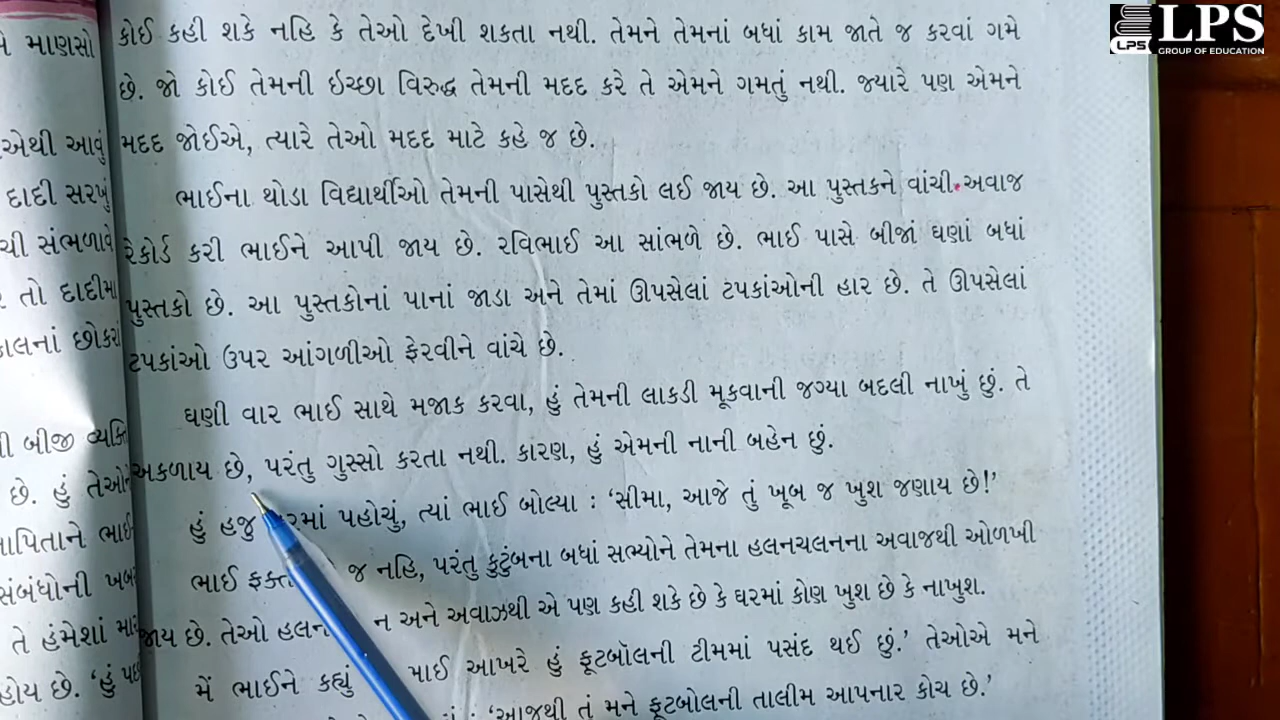 LPS
GROUP OF EDUCATION
LPS
માણસો
એથી આવું
દાદી સરખું
ચી સંભળાવે
તો દાદીમા
બીજી વ્યક્તિ
છે. હું તેઓને
માપિતાને ભાઈ
સંબંધોની ખબર
તે હંમેશાં
હોય છે. 'હું
કોઈ કહી શકે નહિ કે તેઓ દેખી શકતા નથી. તેમને તેમનાં બધાં કામ જાતે જ કરવાં ગમે
છે. જો કોઈ તેમની ઇચ્છા વિરુદ્ધ તેમની મદદ કરે તે એમને ગમતું નથી. જ્યારે પણ એમને
મદદ જોઈએ, ત્યારે તેઓ મદદ માટે કહે જ છે.
ભાઈના થોડા વિદ્યાર્થીઓ તેમની પાસેથી પુસ્તકો લઈ જાય છે. આ પુસ્તકને વાંચી અવાજ
રેકોર્ડ કરી ભાઈને આપી જાય છે. રવિભાઈ આ સાંભળે છે. ભાઈ પાસે બીજાં ઘણાં બધાં
પુસ્તકો છે. આ પુસ્તકોનાં પાનાં જાડા અને તેમાં ઊપસેલાં ટપકાંઓની હાર છે. તે ઊપસેલાં
ટપકાંઓ ઉપર આંગળીઓ ફેરવીને વાંચે છે.
ઘણી વાર ભાઈ સાથે મજાક કરવા, હું તેમની લાકડી મૂકવાની જગ્યા બદલી નાખું છું. તે
અકળાય છે, પરંતુ ગુસ્સો કરતા નથી. કારણ, હું એમની નાની બહેન છું.
હું હજુ પહોચું, ત્યાં ભાઈ બોલ્યા : 'સીમા, આજે તું ખૂબ જ ખુશ જણાય છે!'
ભાઈ જ નહિ, પરંતુ કુટુંબના બધાં સભ્યોને તેમના હલનચલનના અવાજથી ઓળખી
જાય છે. તેઓ અને અવાઝથી એ પણ કહી શકે છે કે ઘરમાં કોણ ખુશ છે કે નાખુશ.
મેં ભાઈને કહ્યું આખરે હું ફૂટબૉલની ટીમમાં પસંદ થઈ છું.' તેઓએ મને
'આજથી તું મને ફૂટબોલની તાલીમ આપનાર કોચ છે.'